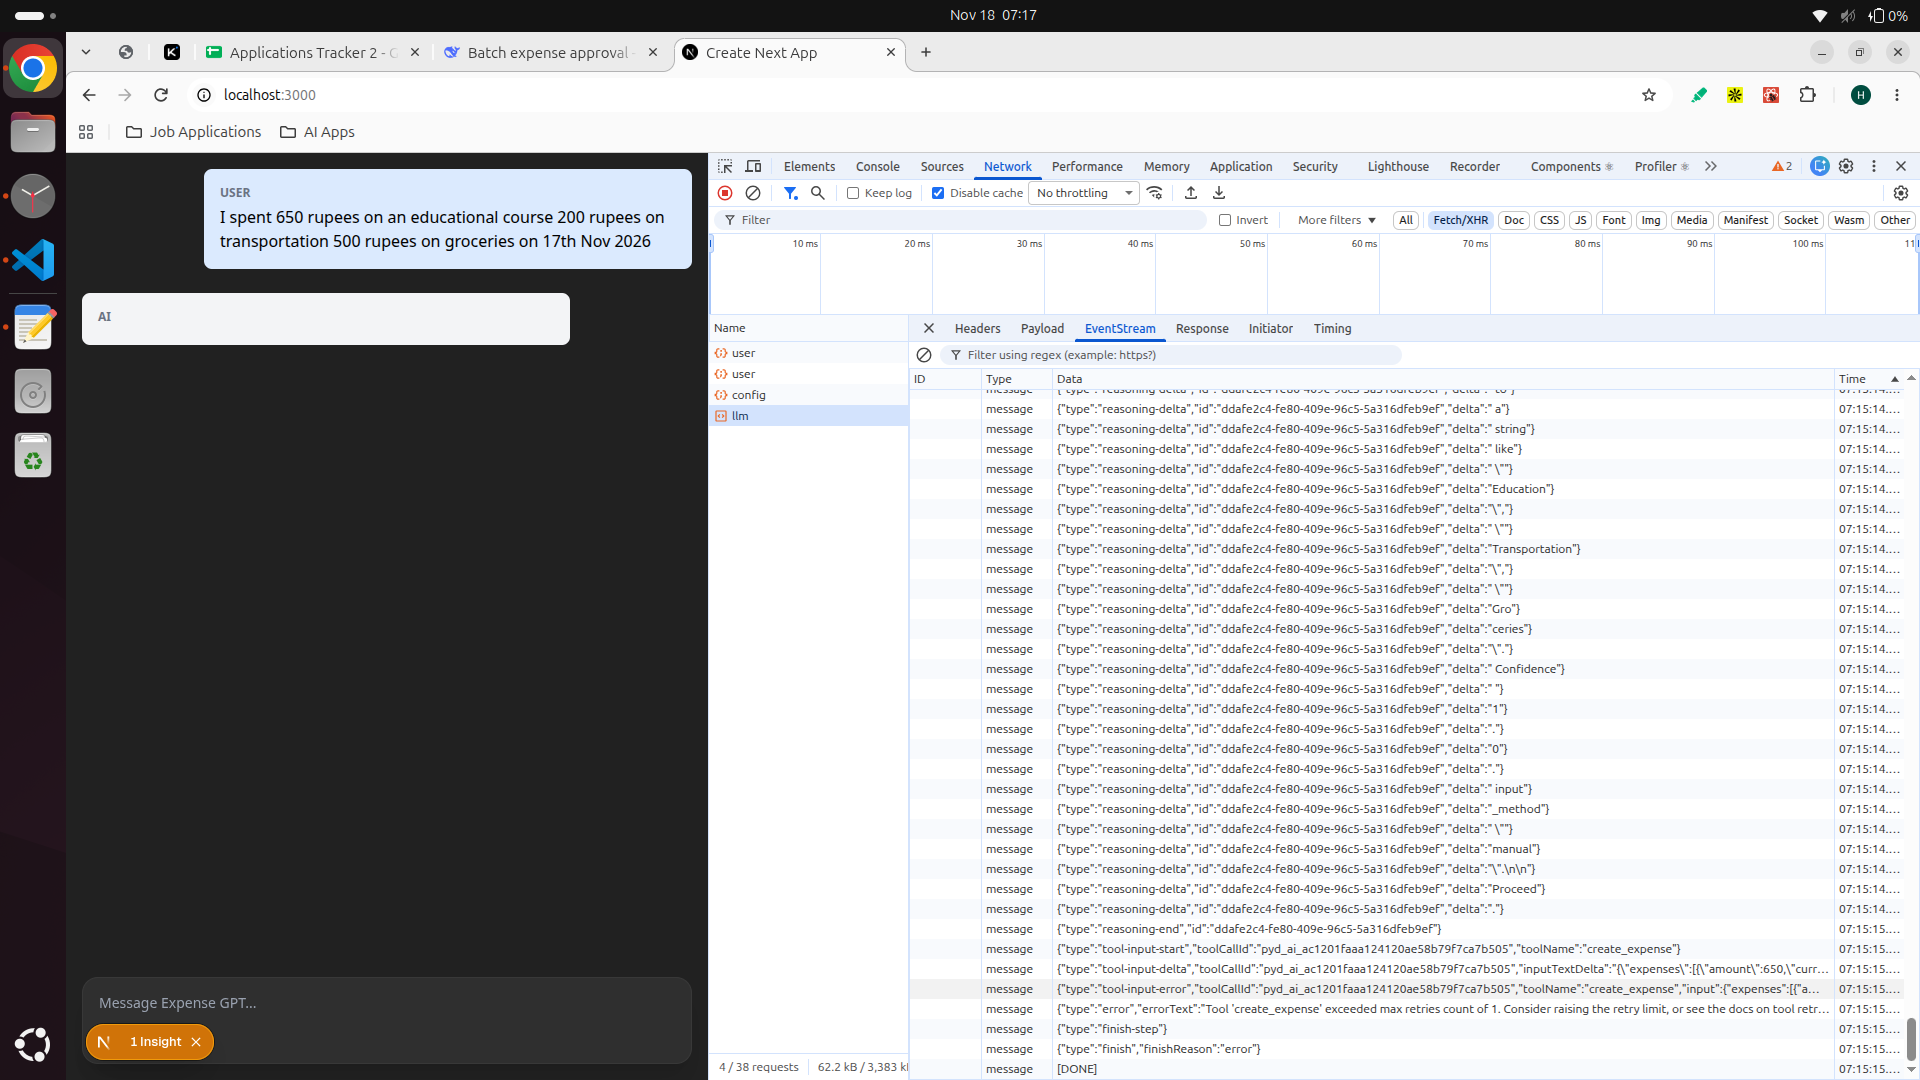 Nov 18 07:17
0%
Applications Tracker 2 - G
Batch expense approval -
Create Next App
localhost:3000
H
Job Applications
AI Apps
USER
I spent 650 rupees on an educational course 200 rupees on
transportation 500 rupees on groceries on 17th Nov 2026
AI
Message Expense GPT...
1 Insight
Elements
Console
Sources
Network
Performance
Memory
Application
Security
Lighthouse
Recorder
Components
Profiler
2
Keep log
Disable cache
No throttling
Filter
Invert
More filters
All
Fetch/XHR
Doc
CSS
JS
Font
Img
Media
Manifest
Socket
Wasm
Other
10 ms
20 ms
30 ms
40 ms
50 ms
60 ms
70 ms
80 ms
90 ms
100 ms
11
Name
user
user
config
llm
4 / 38 requests
62.2 kB / 3,383 k
Headers
Payload
EventStream
Response
Initiator
Timing
Filter using regex (example: https?)
ID Type Data Time
message {"type":"reasoning-delta","id":"ddafe2c4-fe80-409e-96c5-5a316dfeb9ef","delta":" to"} 07:15:14....
message {"type":"reasoning-delta","id":"ddafe2c4-fe80-409e-96c5-5a316dfeb9ef","delta":" a"} 07:15:14....
message {"type":"reasoning-delta","id":"ddafe2c4-fe80-409e-96c5-5a316dfeb9ef","delta":" string"} 07:15:14....
message {"type":"reasoning-delta","id":"ddafe2c4-fe80-409e-96c5-5a316dfeb9ef","delta":" like"} 07:15:14....
message {"type":"reasoning-delta","id":"ddafe2c4-fe80-409e-96c5-5a316dfeb9ef","delta":" \""} 07:15:14....
message {"type":"reasoning-delta","id":"ddafe2c4-fe80-409e-96c5-5a316dfeb9ef","delta":"Education"} 07:15:14....
message {"type":"reasoning-delta","id":"ddafe2c4-fe80-409e-96c5-5a316dfeb9ef","delta":"\","} 07:15:14....
message {"type":"reasoning-delta","id":"ddafe2c4-fe80-409e-96c5-5a316dfeb9ef","delta":" \""} 07:15:14....
message {"type":"reasoning-delta","id":"ddafe2c4-fe80-409e-96c5-5a316dfeb9ef","delta":"Transportation"} 07:15:14....
message {"type":"reasoning-delta","id":"ddafe2c4-fe80-409e-96c5-5a316dfeb9ef","delta":"\","} 07:15:14....
message {"type":"reasoning-delta","id":"ddafe2c4-fe80-409e-96c5-5a316dfeb9ef","delta":" \""} 07:15:14....
message {"type":"reasoning-delta","id":"ddafe2c4-fe80-409e-96c5-5a316dfeb9ef","delta":"Gro"} 07:15:14....
message {"type":"reasoning-delta","id":"ddafe2c4-fe80-409e-96c5-5a316dfeb9ef","delta":"ceries"} 07:15:14....
message {"type":"reasoning-delta","id":"ddafe2c4-fe80-409e-96c5-5a316dfeb9ef","delta":"\"."} 07:15:14....
message {"type":"reasoning-delta","id":"ddafe2c4-fe80-409e-96c5-5a316dfeb9ef","delta":" Confidence"} 07:15:14....
message {"type":"reasoning-delta","id":"ddafe2c4-fe80-409e-96c5-5a316dfeb9ef","delta":" "} 07:15:14....
message {"type":"reasoning-delta","id":"ddafe2c4-fe80-409e-96c5-5a316dfeb9ef","delta":"1"} 07:15:14....
message {"type":"reasoning-delta","id":"ddafe2c4-fe80-409e-96c5-5a316dfeb9ef","delta":"."} 07:15:14....
message {"type":"reasoning-delta","id":"ddafe2c4-fe80-409e-96c5-5a316dfeb9ef","delta":"0"} 07:15:14....
message {"type":"reasoning-delta","id":"ddafe2c4-fe80-409e-96c5-5a316dfeb9ef","delta":"."} 07:15:14....
message {"type":"reasoning-delta","id":"ddafe2c4-fe80-409e-96c5-5a316dfeb9ef","delta":" input"} 07:15:14....
message {"type":"reasoning-delta","id":"ddafe2c4-fe80-409e-96c5-5a316dfeb9ef","delta":"_method"} 07:15:14....
message {"type":"reasoning-delta","id":"ddafe2c4-fe80-409e-96c5-5a316dfeb9ef","delta":" \""} 07:15:14....
message {"type":"reasoning-delta","id":"ddafe2c4-fe80-409e-96c5-5a316dfeb9ef","delta":"manual"} 07:15:14....
message {"type":"reasoning-delta","id":"ddafe2c4-fe80-409e-96c5-5a316dfeb9ef","delta":"\".\n\n"} 07:15:14....
message {"type":"reasoning-delta","id":"ddafe2c4-fe80-409e-96c5-5a316dfeb9ef","delta":"Proceed"} 07:15:14....
message {"type":"reasoning-delta","id":"ddafe2c4-fe80-409e-96c5-5a316dfeb9ef","delta":"."} 07:15:14....
message {"type":"reasoning-end","id":"ddafe2c4-fe80-409e-96c5-5a316dfeb9ef"} 07:15:15....
message {"type":"tool-input-start","toolCallId":"pyd_ai_ac1201faaa124120ae58b79f7ca7b505","toolName":"create_expense"} 07:15:15....
message {"type":"tool-input-delta","toolCallId":"pyd_ai_ac1201faaa124120ae58b79f7ca7b505","inputTextDelta":"{\"expenses\":[{\"amount\":650,\"curr... 07:15:15....
message {"type":"tool-input-error","toolCallId":"pyd_ai_ac1201faaa124120ae58b79f7ca7b505","toolName":"create_expense","input":{"expenses":[{"a... 07:15:15....
message {"type":"error","errorText":"Tool 'create_expense' exceeded max retries count of 1. Consider raising the retry limit, or see the docs on tool retr... 07:15:15....
message {"type":"finish-step"} 07:15:15....
message {"type":"finish","finishReason":"error"} 07:15:15....
message [DONE] 07:15:15....